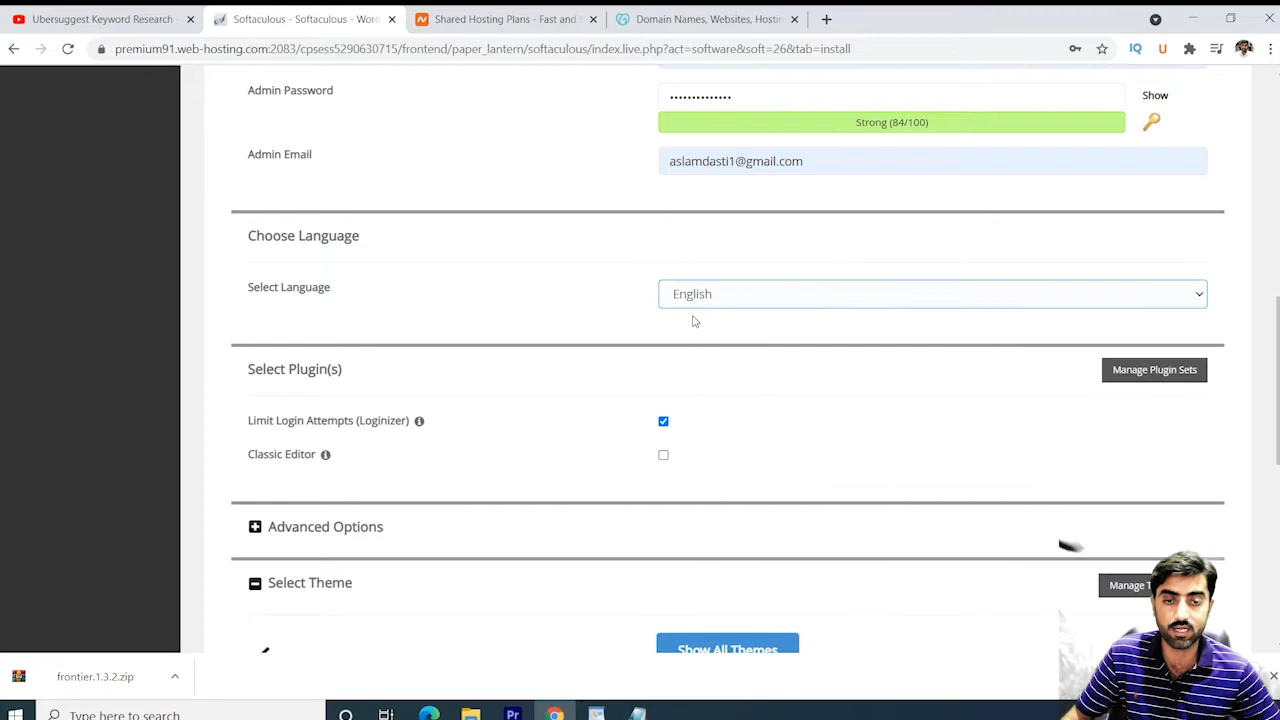 Ubersuggest Keyword Research -
Softaculous - Softaculous - Wor
Shared Hosting Plans - Fast and
Domain Names, Websites, Hostin
premium91.web-hosting.com:2083/cpsess5290630715/frontend/paper_lantern/softaculous/index.live.php?act=software&soft=26&tab=install
Admin Password
••••••••••••••
Show
Strong (84/100)
Admin Email
aslamdasti1@gmail.com
Choose Language
Select Language
English
Select Plugin(s)
Manage Plugin Sets
Limit Login Attempts (Loginizer)
Classic Editor
Advanced Options
Select Theme
Manage T
Show All Themes
frontier.1.3.2.zip
Type here to search